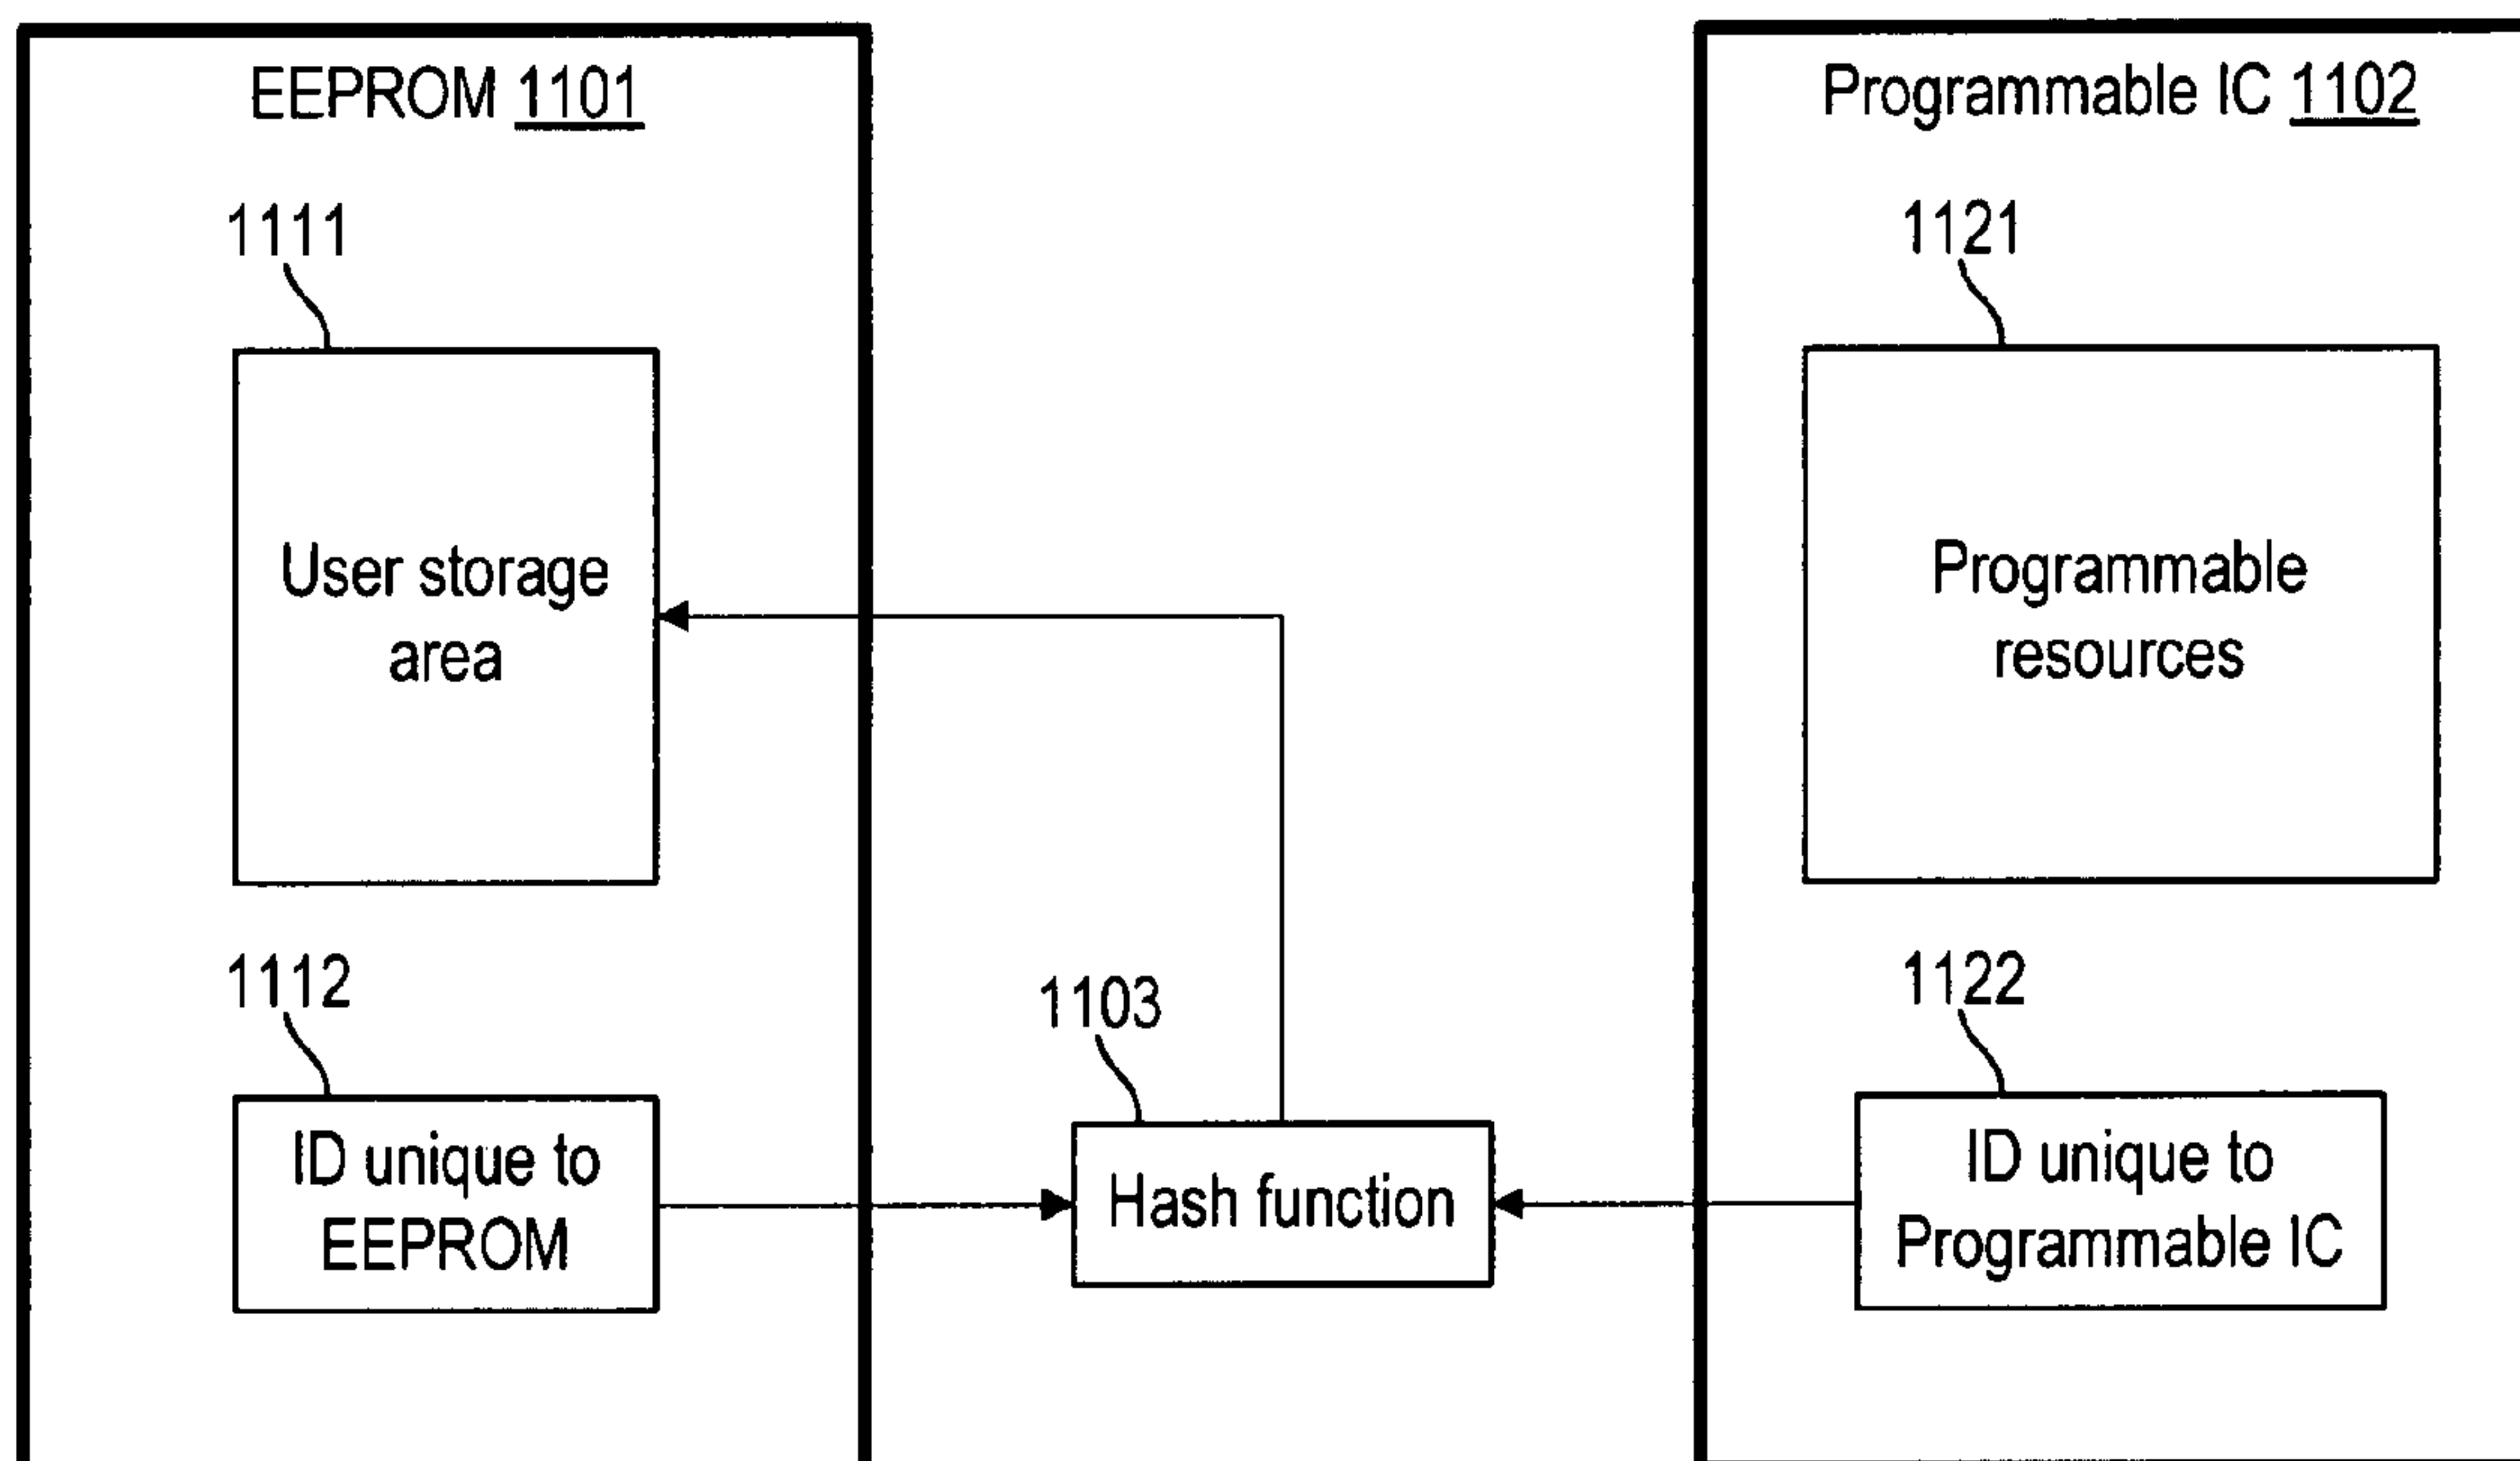 EEPROM 1101
1111
User storage
area
1112
ID unique to
EEPROM
1103
Hash function
Programmable IC 1102
1121
Programmable
resources
1122
ID unique to
Programmable IC